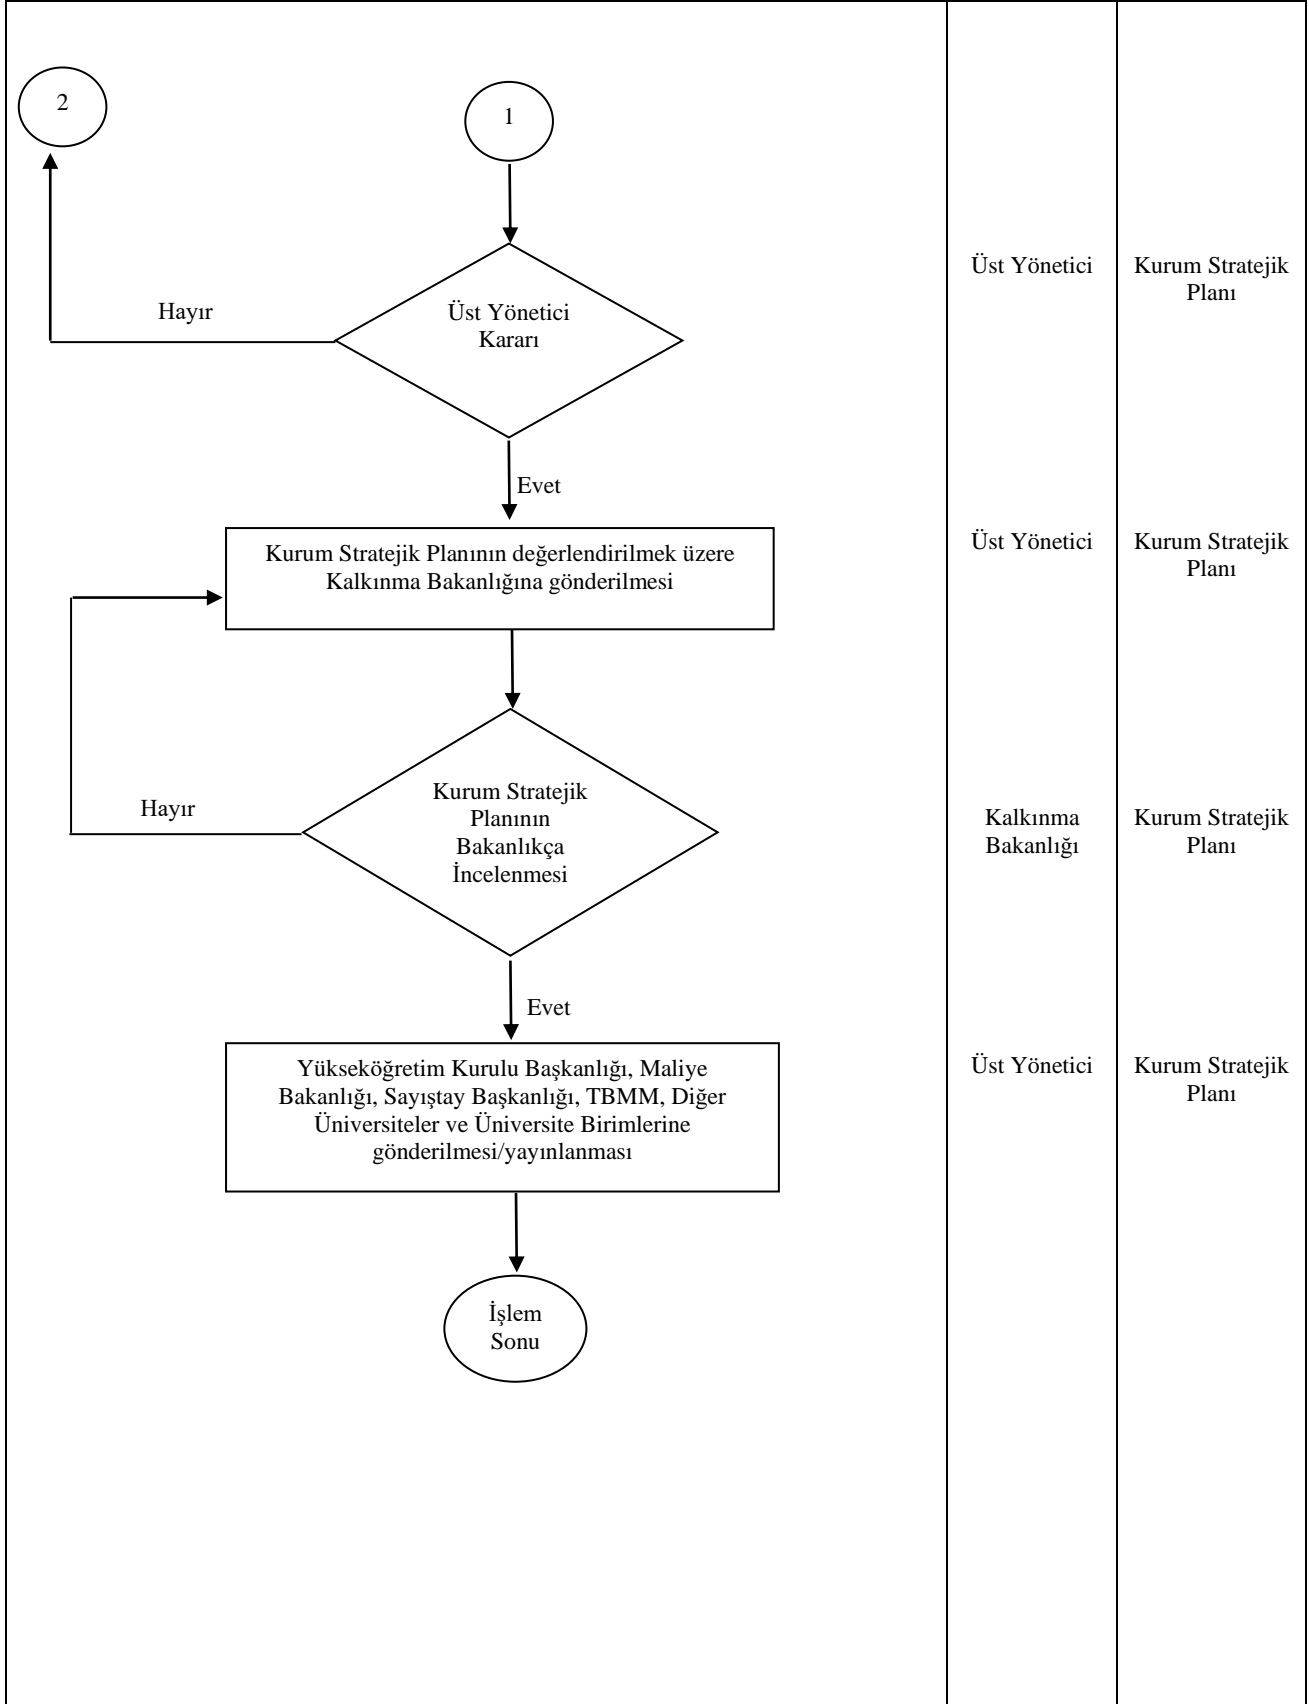 2
1
Üst Yönetici
Kararı
Hayır
Üst Yönetici
Kurum Stratejik
Planı
Evet
Kurum Stratejik Planının değerlendirilmek üzere
Kalkınma Bakanlığına gönderilmesi
Üst Yönetici
Kurum Stratejik
Planı
Kurum Stratejik
Planının
Bakanlıkça
İncelenmesi
Hayır
Kalkınma
Bakanlığı
Kurum Stratejik
Planı
Evet
Yükseköğretim Kurulu Başkanlığı, Maliye
Bakanlığı, Sayıştay Başkanlığı, TBMM, Diğer
Üniversiteler ve Üniversite Birimlerine
gönderilmesi/yayınlanması
Üst Yönetici
Kurum Stratejik
Planı
İşlem
Sonu